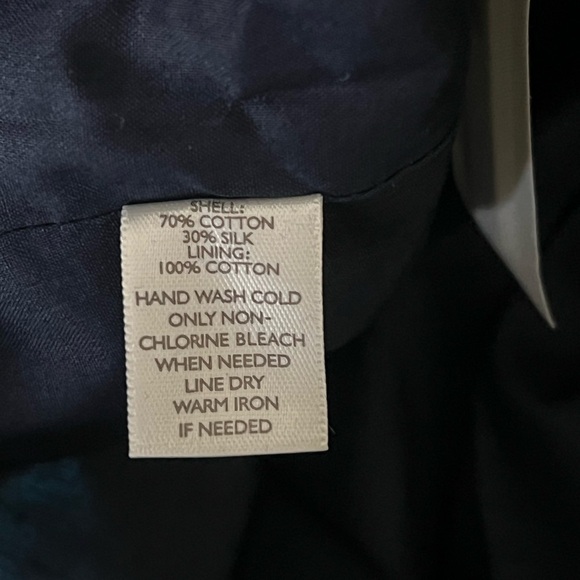 SHELL:
70% COTTON
30% SILK
LINING:
100% COTTON
HAND WASH COLD
ONLY NON-
CHLORINE BLEACH
WHEN NEEDED
LINE DRY
WARM IRON
IF NEEDED